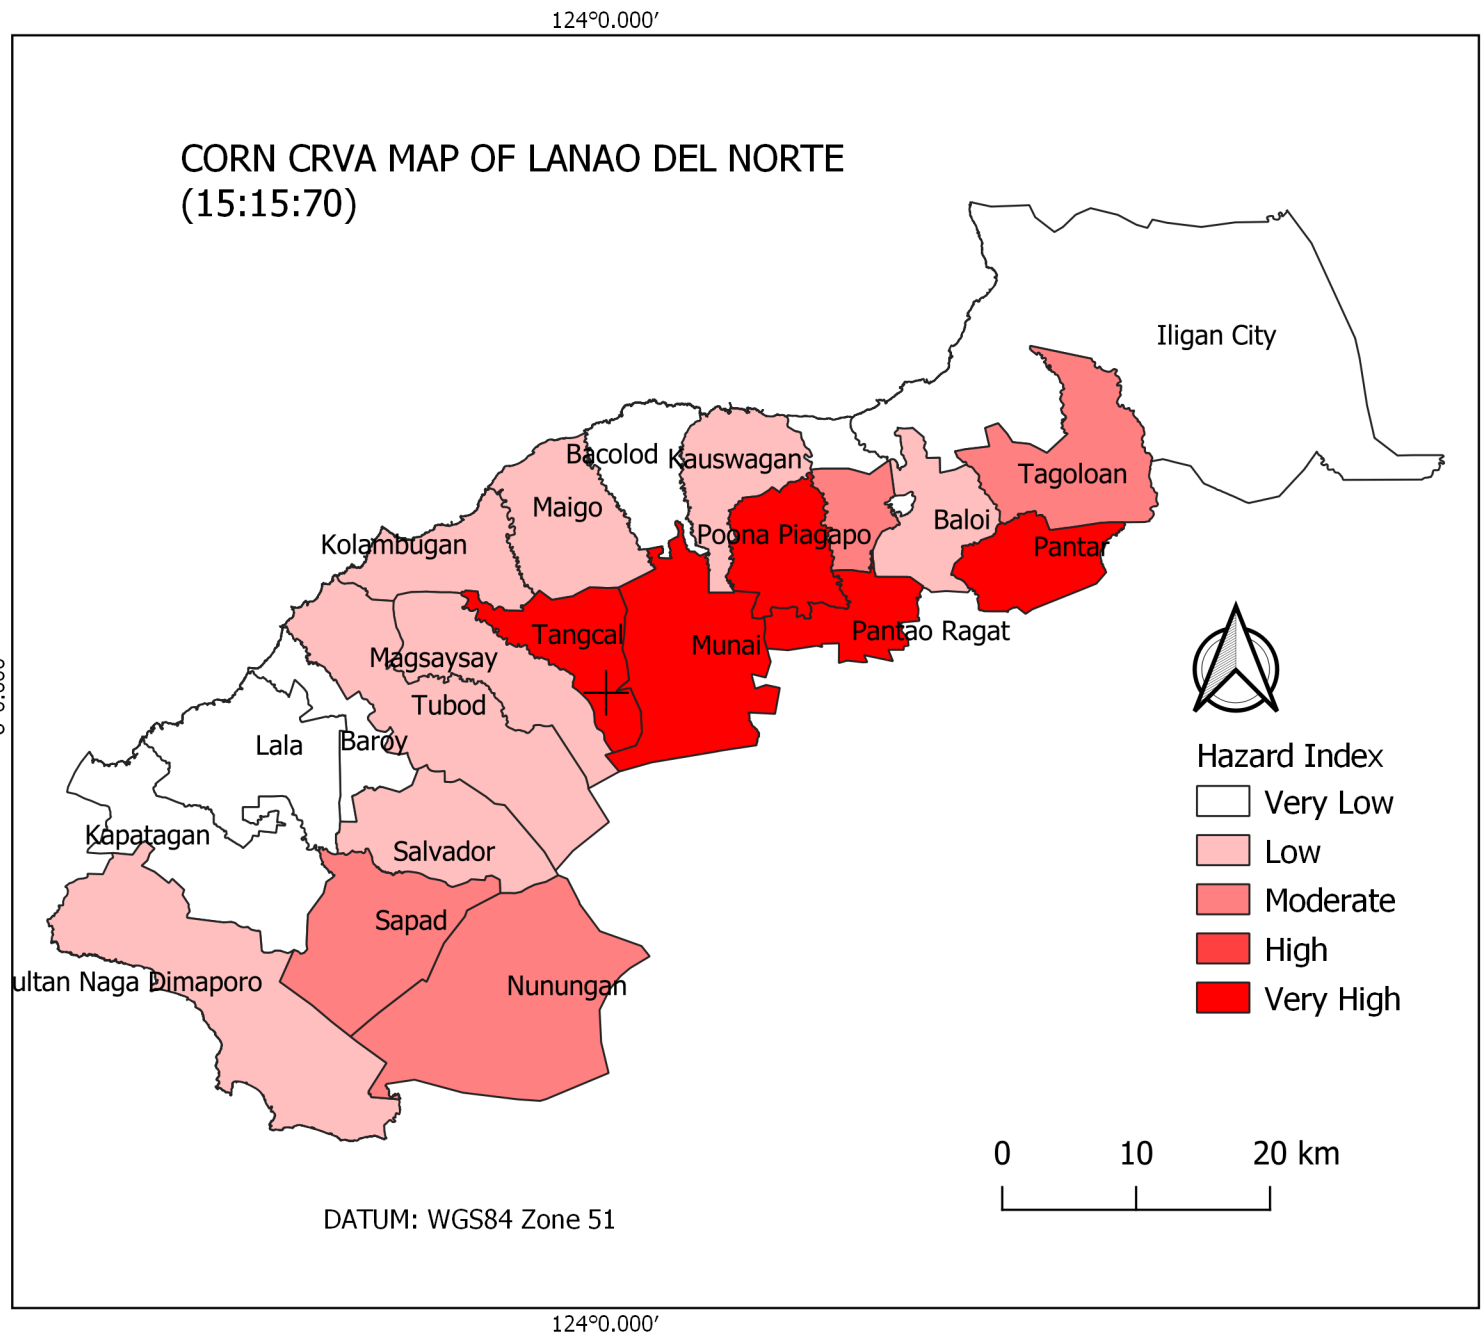 124°0.000′
CORN CRVA MAP OF LANAO DEL NORTE
(15:15:70)
Iligan City
Bacolod
Kauswagan
Tagoloan
Maigo
Baloi
Poona Piagapo
Kolambugan
Pantar
Tangcal
Munai
Pantao Ragat
Magsaysay
Tubod
Lala
Baroy
Kapatagan
Salvador
Sapad
ultan Naga Dimaporo
Nunungan
Hazard Index
Very Low
Low
Moderate
High
Very High
0 10 20 km
DATUM: WGS84 Zone 51
124°0.000′